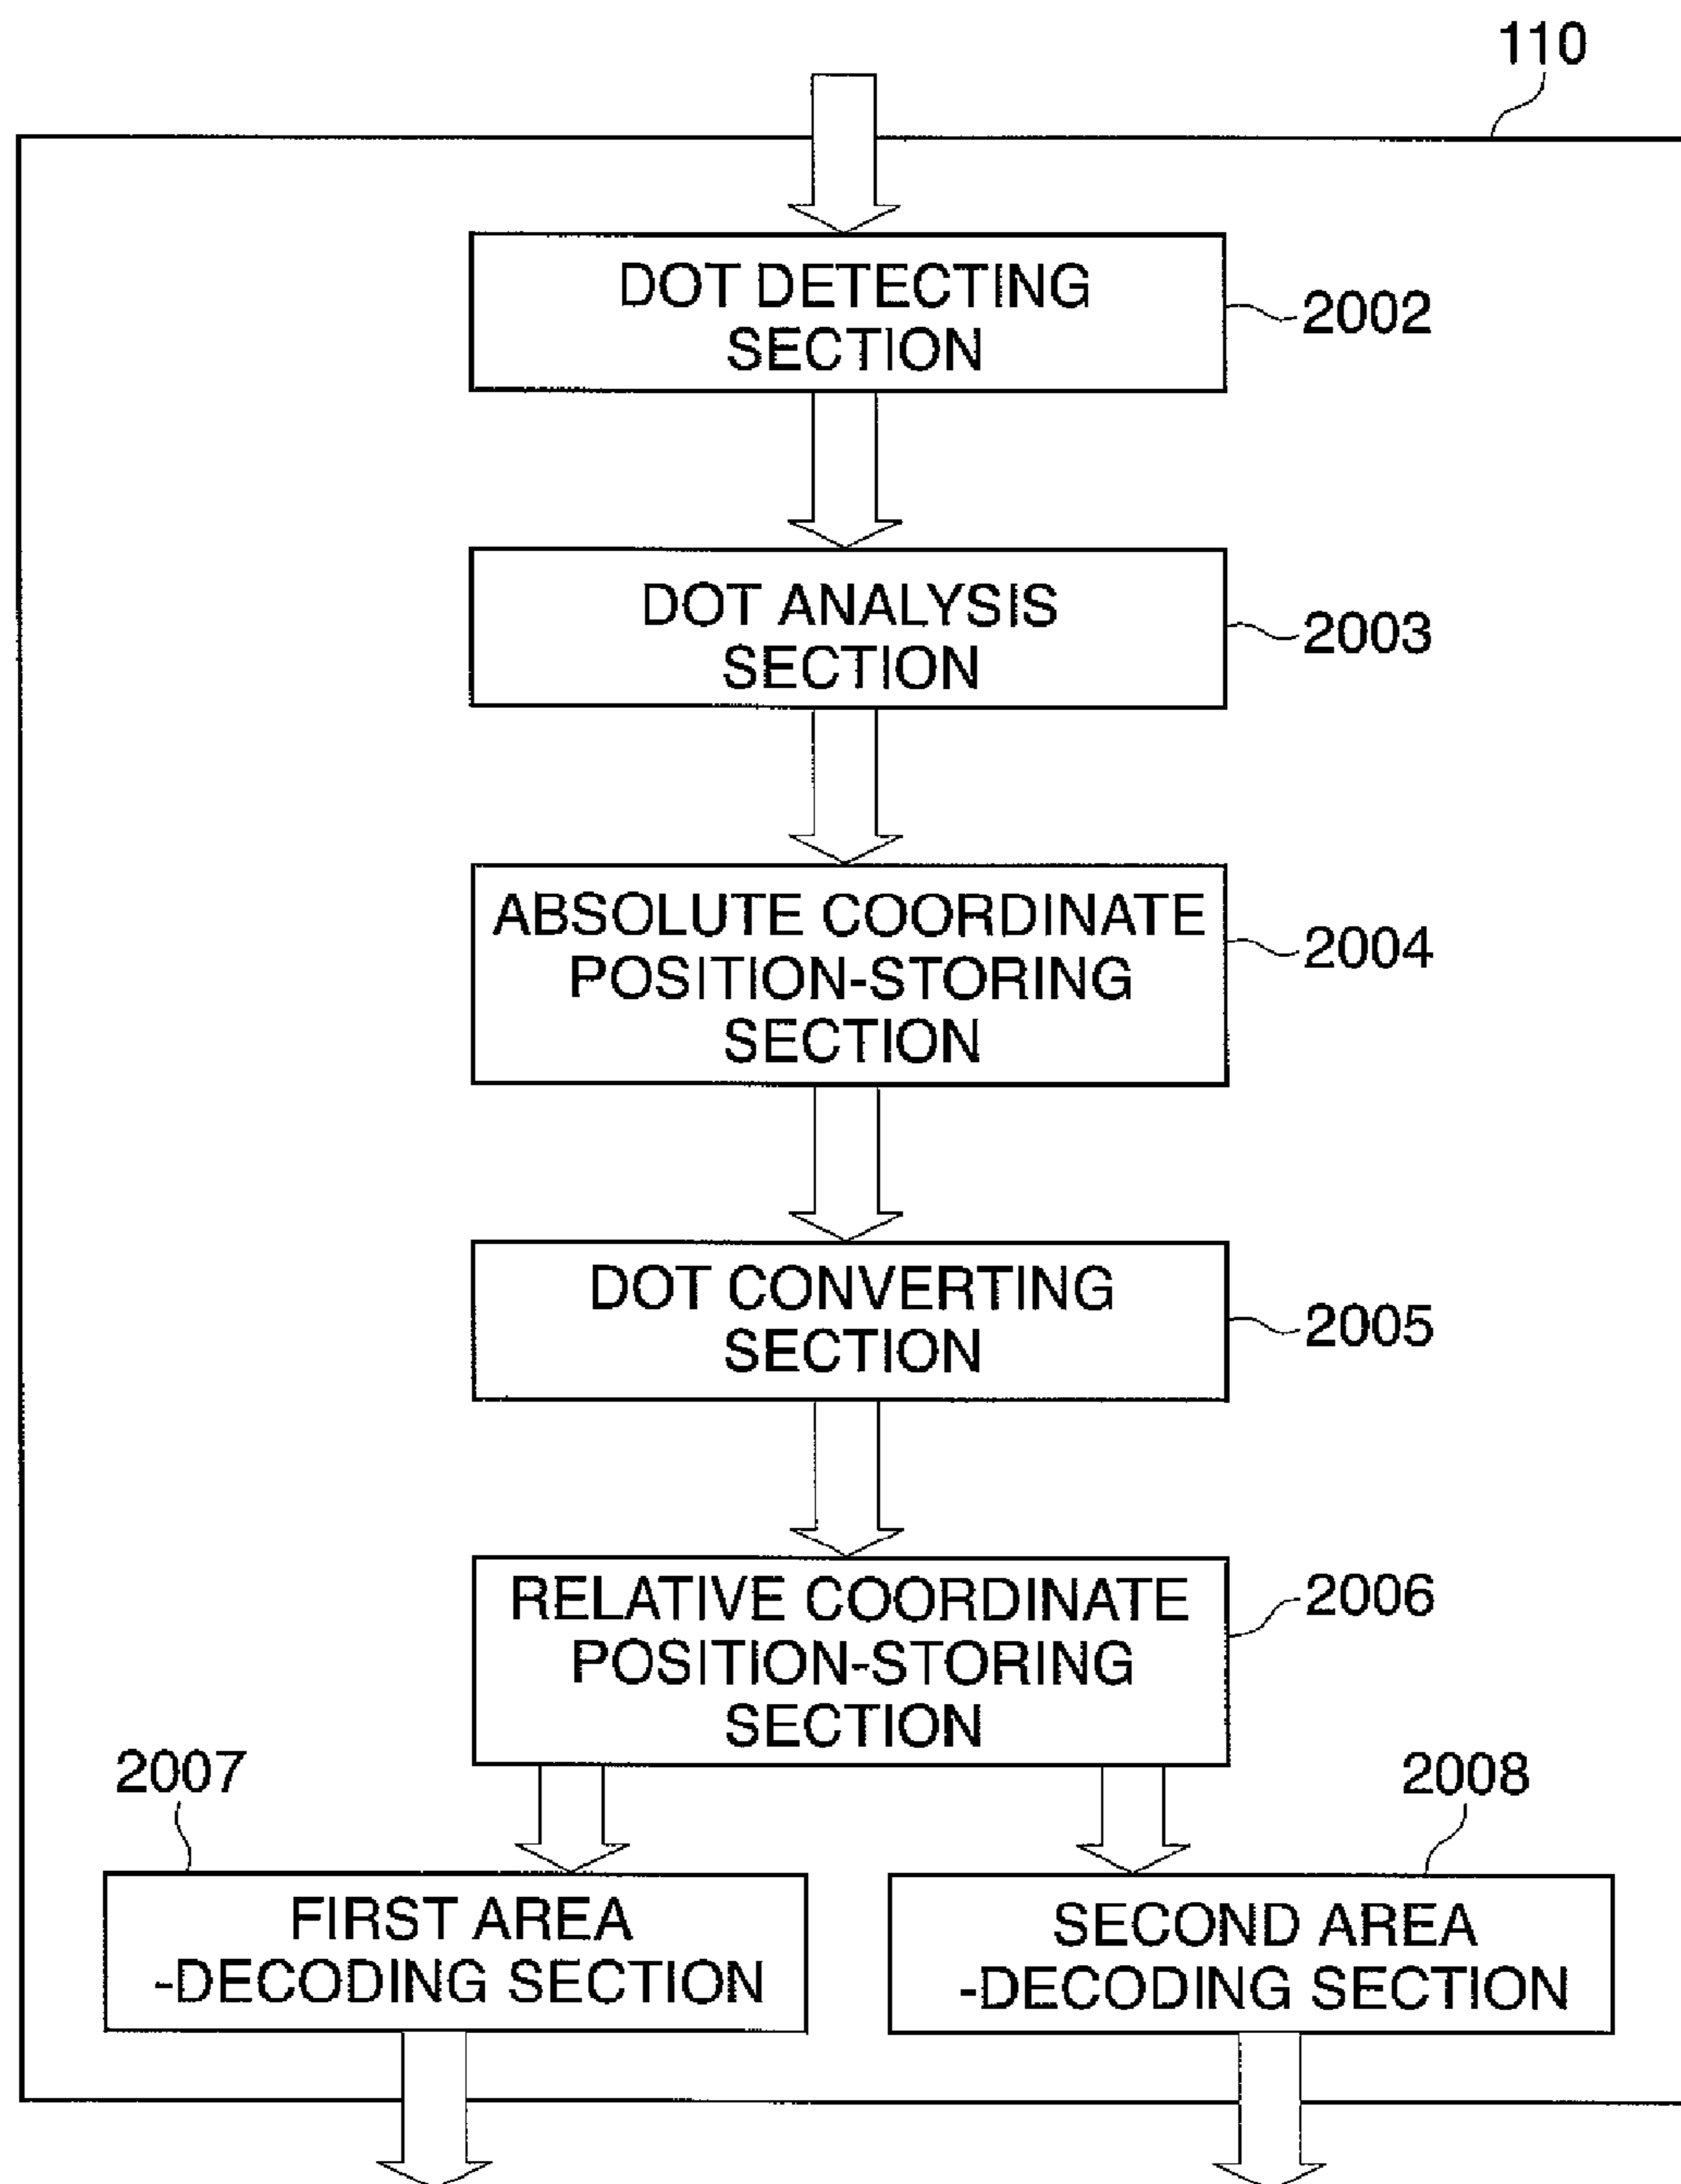 110
DOT DETECTING
SECTION
2002
DOT ANALYSIS
SECTION
2003
ABSOLUTE COORDINATE
POSITION-STORING
SECTION
2004
DOT CONVERTING
SECTION
2005
RELATIVE COORDINATE
POSITION-STORING
SECTION
2006
2007
2008
FIRST AREA
-DECODING SECTION
SECOND AREA
-DECODING SECTION